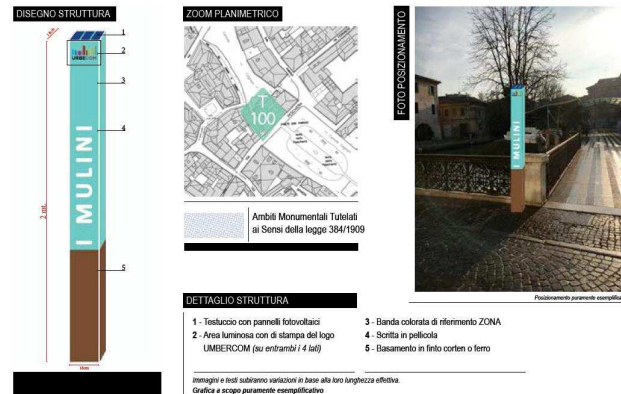 DISEGNO STRUTTURA
1
UMBECOM
2
3
4
I MULINI
2 mt.
5
ZOOM PLANIMETRICO
T
100
Ambiti Monumentali Tutelati
ai Sensi della legge 384/1909
FOTO POSIZIONAMENTO
I MULINI
Posizionamento puramente esemplifica
DETTAGLIO STRUTTURA
1 - Testuccio con pannelli fotovoltaici
2 - Area luminosa con di stampa del logo
UMBERCOM (su entrambi i 4 lati)
3 - Banda colorata di riferimento ZONA
4 - Scritta in pellicola
5 - Basamento in finto corten o ferro
Immagini e testi subiranno variazioni in base alla loro lunghezza effettiva.
Grafica a scopo puramente esemplificativo